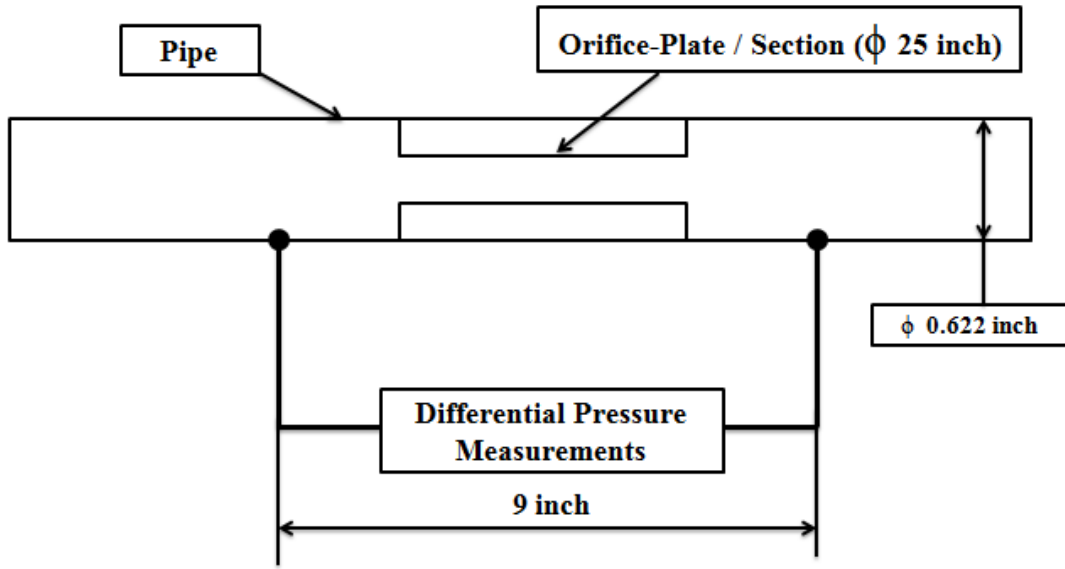 Pipe
Orifice-Plate / Section (ϕ 25 inch)
ϕ 0.622 inch
Differential Pressure
Measurements
9 inch